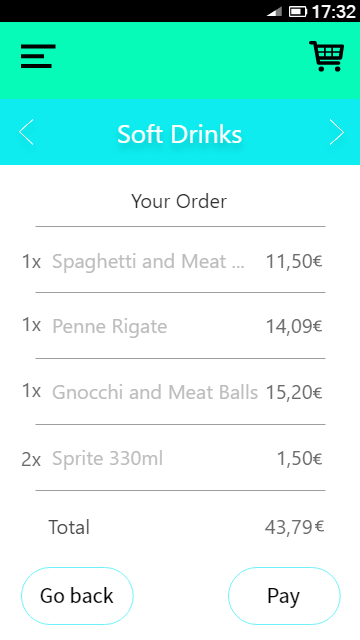 17:32
Soft Drinks
Your Order
1x Spaghetti and Meat ... 11,50€
1x Penne Rigate 14,09€
1x Gnocchi and Meat Balls 15,20€
2x Sprite 330ml 1,50€
Total 43,79€
Go back Pay